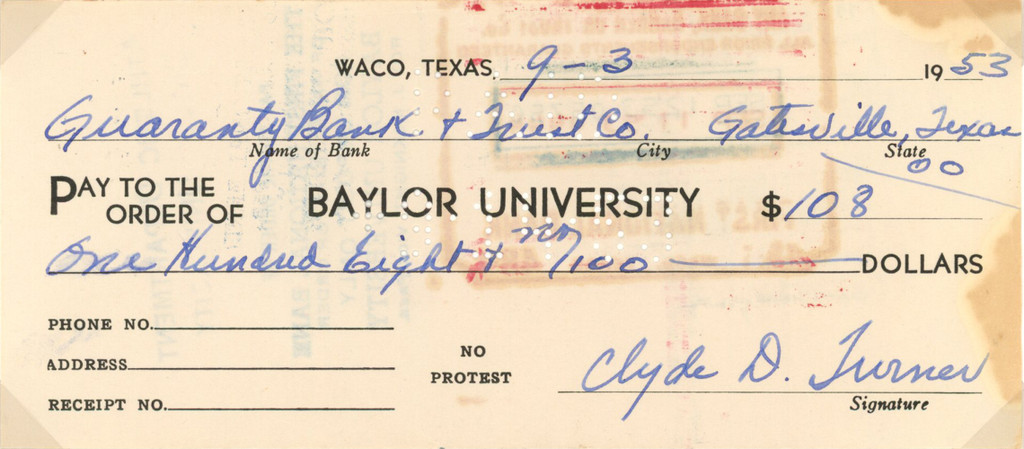 WACO, TEXAS, 9-3 1953
Guaranty Bank + Trust Co. Gatesville, Texas
Name of Bank City State
PAY TO THE ORDER OF BAYLOR UNIVERSITY $108 00
One Hundred Eight + no/100 DOLLARS
PHONE NO.
ADDRESS
RECEIPT NO.
NO PROTEST
Clyde D. Turner
Signature